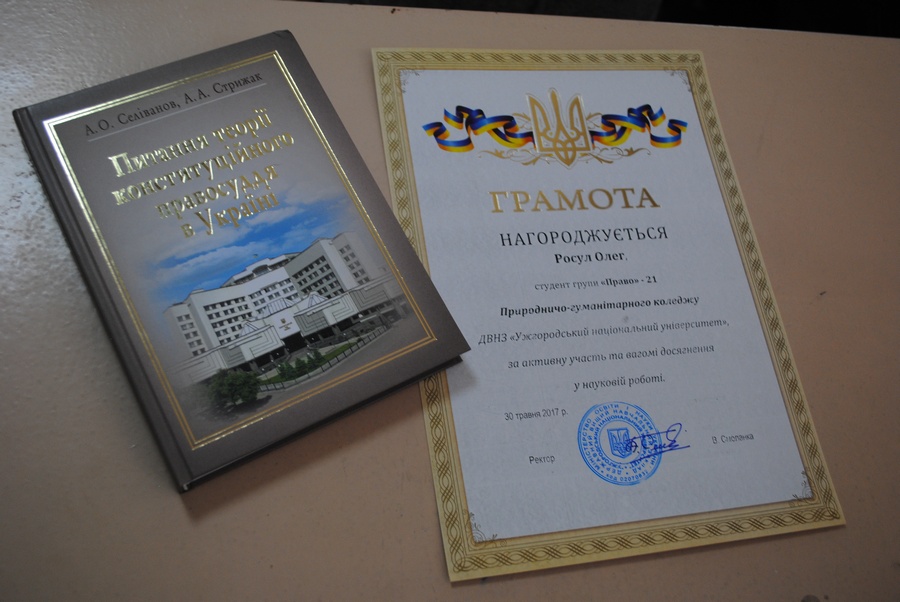 А.О. Селіванов, А.А. Стрижак
Питання теорії
конституційного
правосуддя
в Україні
ГРАМОТА
НАГОРОДЖУЄТЬСЯ
Росул Олег,
студент групи «Право» - 21
Природничо-гуманітарного коледжу
ДВНЗ «Ужгородський національний університет»,
за активну участь та вагомі досягнення
у науковій роботі.
30 травня 2017 р.
Ректор
В. Смоланка